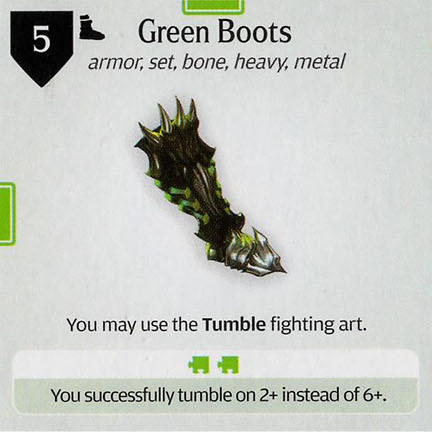 5
Green Boots
armor, set, bone, heavy, metal
You may use the Tumble fighting art.
You successfully tumble on 2+ instead of 6+.